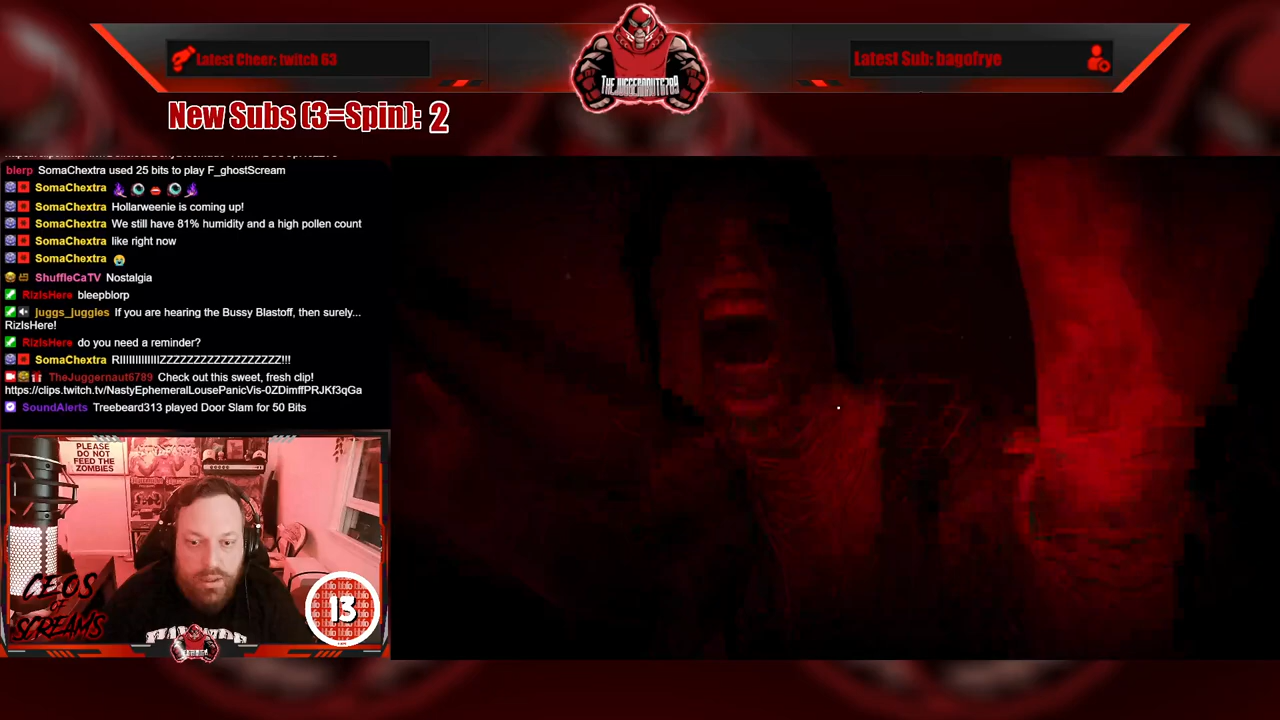 Latest Cheer: twitch 83
THEJUGGERNAUT6789
Latest Sub: bagofrye
New Subs (3=Spin): 2
blerp SomaChextra used 25 bits to play F_ghostScream
SomaChextra
SomaChextra Hollarweenie is coming up!
SomaChextra We still have 81% humidity and a high pollen count
SomaChextra like right now
SomaChextra
ShuffleCaTV Nostalgia
RizIsHere bleepblorp
juggs_juggles If you are hearing the Bussy Blastoff, then surely...
RizIsHere!
RizIsHere do you need a reminder?
SomaChextra RIIIIIIIIIIIIZZZZZZZZZZZZZZZZZZZ!!!
TheJuggernaut6789 Check out this sweet, fresh clip!
https://clips.twitch.tv/NastyEphemeralLousePanicVis-0ZDimffPRJKf3qGa
SoundAlerts Treebeard313 played Door Slam for 50 Bits
PLEASE
DO NOT
FEED THE
ZOMBIES
CEOS
OF
SCREAMS
13